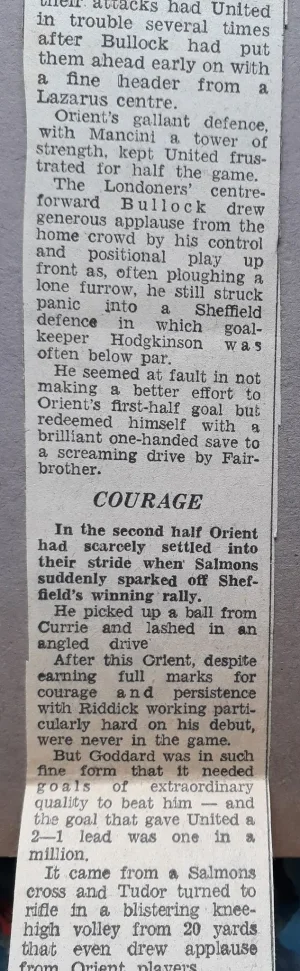 their attacks had United
in trouble several times
after Bullock had put
them ahead early on with
a fine header from a
Lazarus centre.
Orient's gallant defence,
with Mancini a tower of
strength, kept United frus-
trated for half the game.
The Londoners' centre-
forward Bullock drew
generous applause from the
home crowd by his control
and positional play up
front as, often ploughing a
lone furrow, he still struck
panic into a Sheffield
defence in which goal-
keeper Hodgkinson was
often below par.
He seemed at fault in not
making a better effort to
Orient's first-half goal but
redeemed himself with a
brilliant one-handed save to
a screaming drive by Fair-
brother.
COURAGE
In the second half Orient
had scarcely settled into
their stride when Salmons
suddenly sparked off Shef-
field's winning rally.
He picked up a ball from
Currie and lashed in an
angled drive
After this Orient, despite
earning full marks for
courage and persistence
with Riddick working parti-
cularly hard on his debut,
were never in the game.
But Goddard was in such
fine form that it needed
goals of extraordinary
quality to beat him — and
the goal that gave United a
2—1 lead was one in a
million.
It came from a Salmons
cross and Tudor turned to
rifle in a blistering knee-
high volley from 20 yards
that even drew applause
from Orient players.